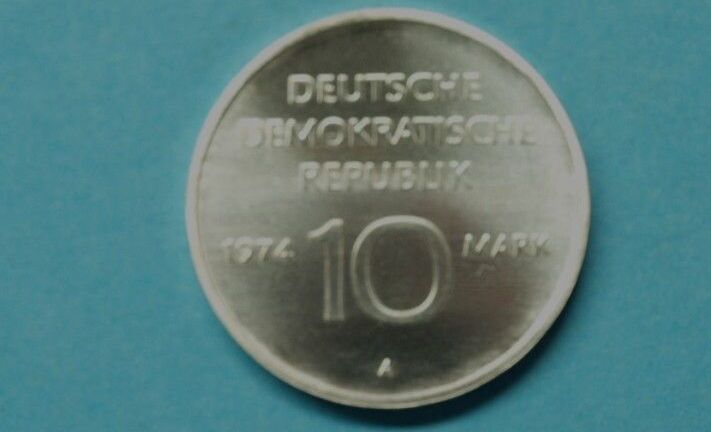 DEUTSCHE
DEMOKRATISCHE
REPUBLIK
1974 10 MARK
A